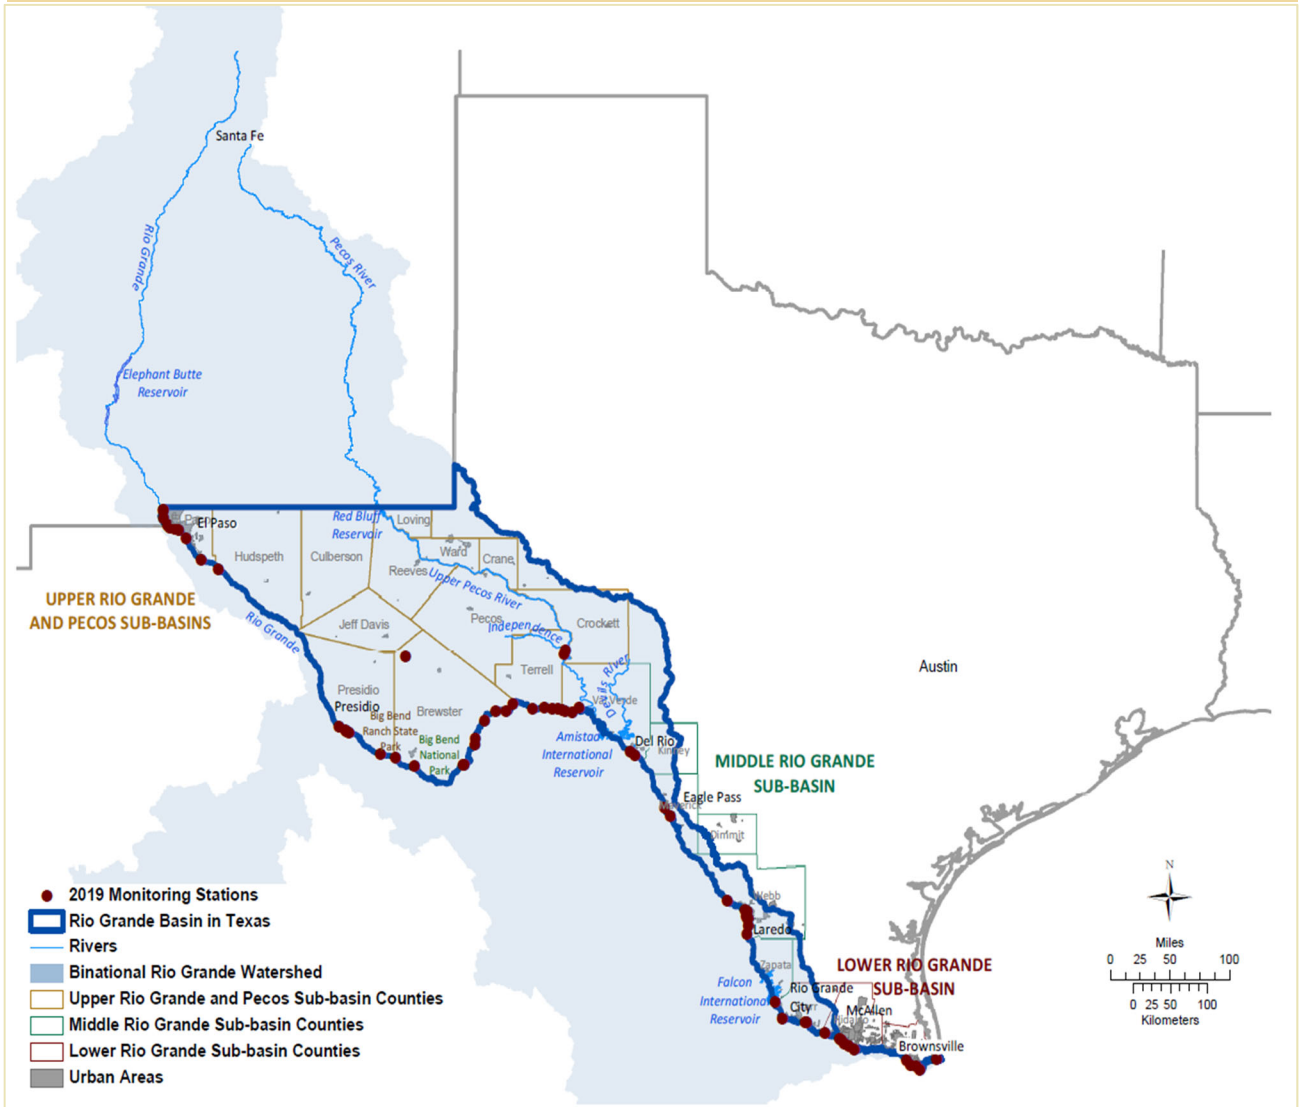 Santa Fe
Rio Grande
Pecos River
Elephant Butte
Reservoir
El Paso
Red Bluff
Reservoir
Loving
Hudspeth
Culberson
Reeves
Ward
Crane
Upper Pecos River
UPPER RIO GRANDE
AND PECOS SUB-BASINS
Rio Grande
Jeff Davis
Pecos
Independence
Crockett
Terrell
Devils River
Val Verde
Austin
Presidio
Presidio
Brewster
Big Bend
Ranch State
Park
Big Bend
National
Park
Amistad
International
Reservoir
Del Rio
Kinney
MIDDLE RIO GRANDE
SUB-BASIN
Eagle Pass
Maverick
Dimmit
Webb
Laredo
Zapata
LOWER RIO GRANDE
SUB-BASIN
Falcon
International
Reservoir
Rio Grande
City
McAllen
Hidalgo
Brownsville
2019 Monitoring Stations
Rio Grande Basin in Texas
Rivers
Binational Rio Grande Watershed
Upper Rio Grande and Pecos Sub-basin Counties
Middle Rio Grande Sub-basin Counties
Lower Rio Grande Sub-basin Counties
Urban Areas
N
Miles
0 25 50 100
0 25 50 100
Kilometers